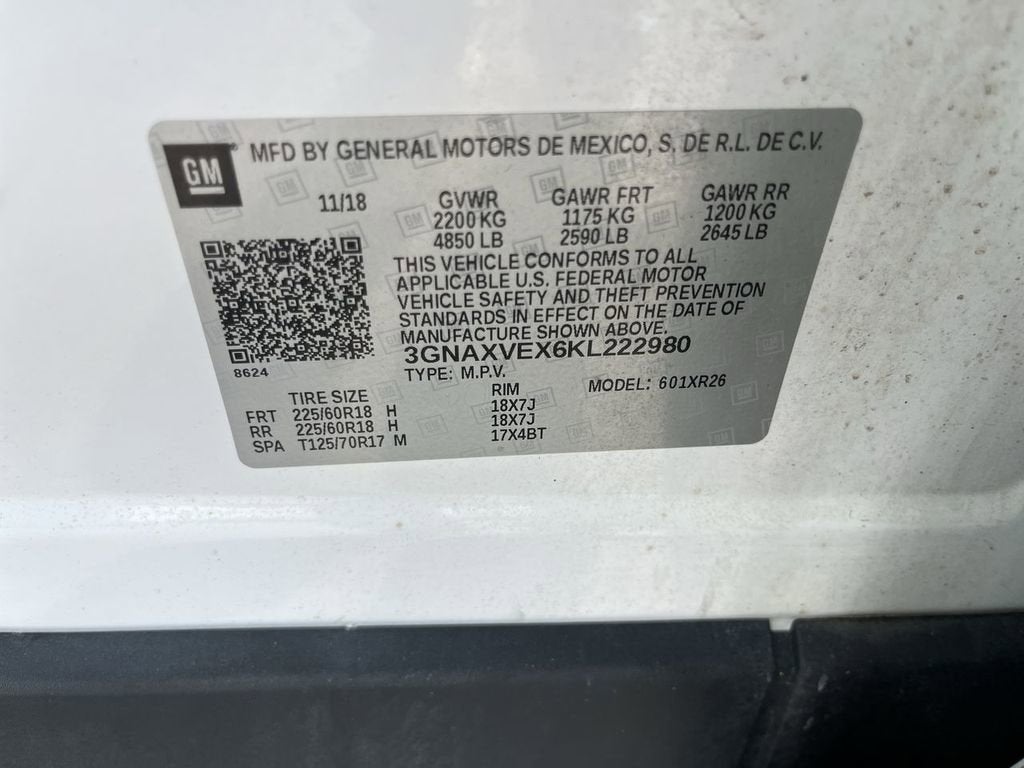 GM
MFD BY GENERAL MOTORS DE MEXICO, S. DE R.L. DE C.V.
11/18 GVWR GAWR FRT GAWR RR
2200 KG 1175 KG 1200 KG
4850 LB 2590 LB 2645 LB
THIS VEHICLE CONFORMS TO ALL
APPLICABLE U.S. FEDERAL MOTOR
VEHICLE SAFETY AND THEFT PREVENTION
STANDARDS IN EFFECT ON THE DATE OF
MANUFACTURE SHOWN ABOVE.
3GNAXVEX6KL222980
8624
TYPE: M.P.V. MODEL: 601XR26
TIRE SIZE RIM
FRT 225/60R18 H 18X7J
RR 225/60R18 H 18X7J
SPA T125/70R17 M 17X4BT